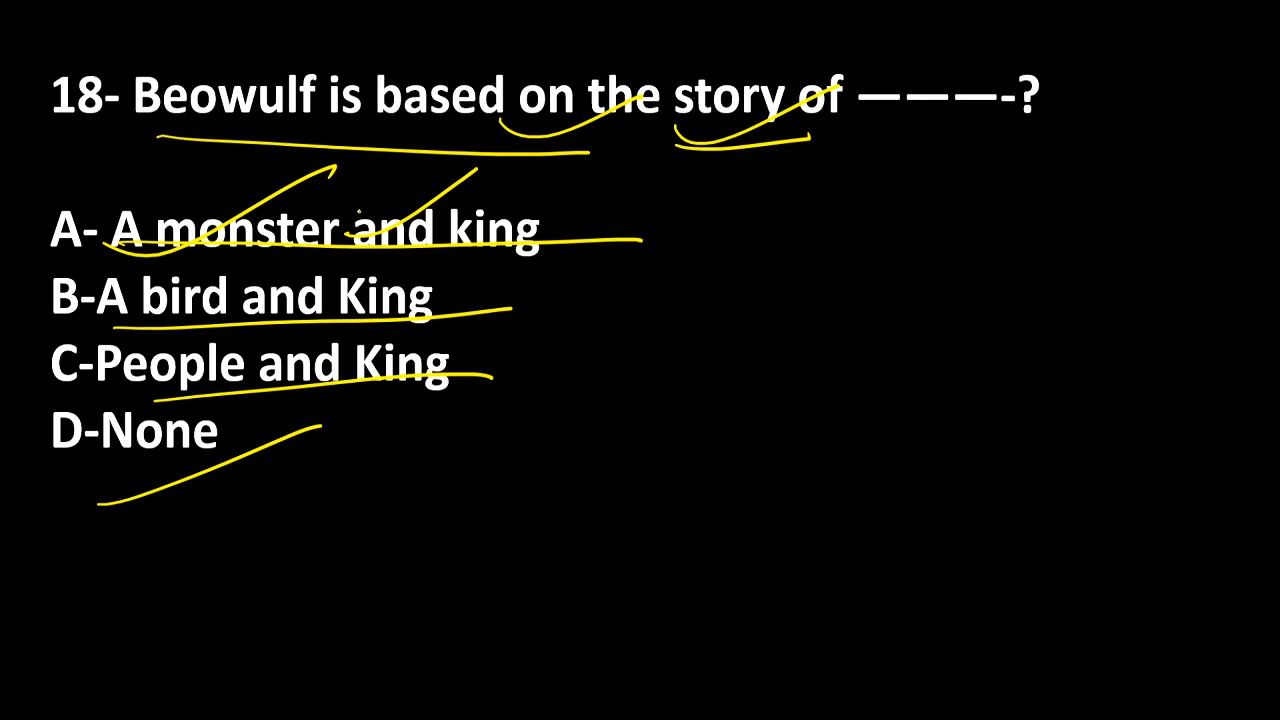 18- Beowulf is based on the story of ———-?
A- A monster and king
B-A bird and King
C-People and King
D-None